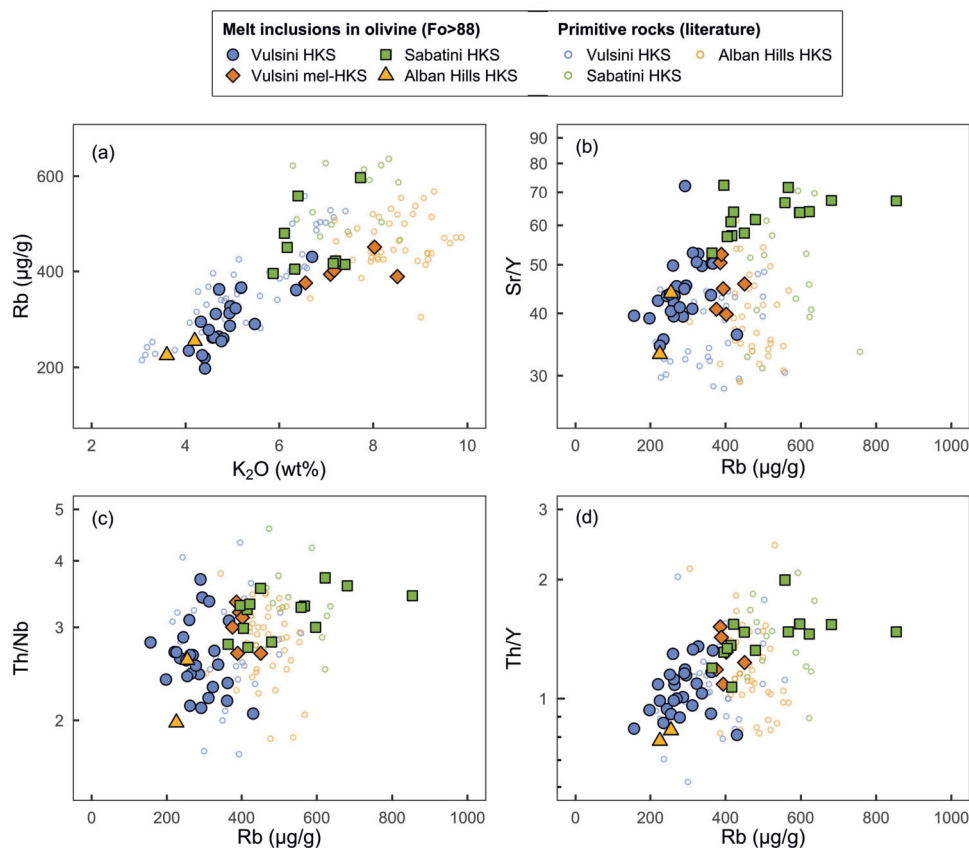 Melt inclusions in olivine (Fo>88) Primitive rocks (literature)
Vulsini HKS Sabatini HKS Vulsini HKS Alban Hills HKS
Vulsini mel-HKS Alban Hills HKS Sabatini HKS
(a)
Rb (µg/g)
600
400
200
2 4 6 8 10
K₂O (wt%)
(b)
Sr/Y
90
80
70
60
50
40
30
0 200 400 600 800 1000
Rb (µg/g)
(c)
Th/Nb
5
4
3
2
0 200 400 600 800 1000
Rb (µg/g)
(d)
Th/Y
3
2
1
0 200 400 600 800 1000
Rb (µg/g)